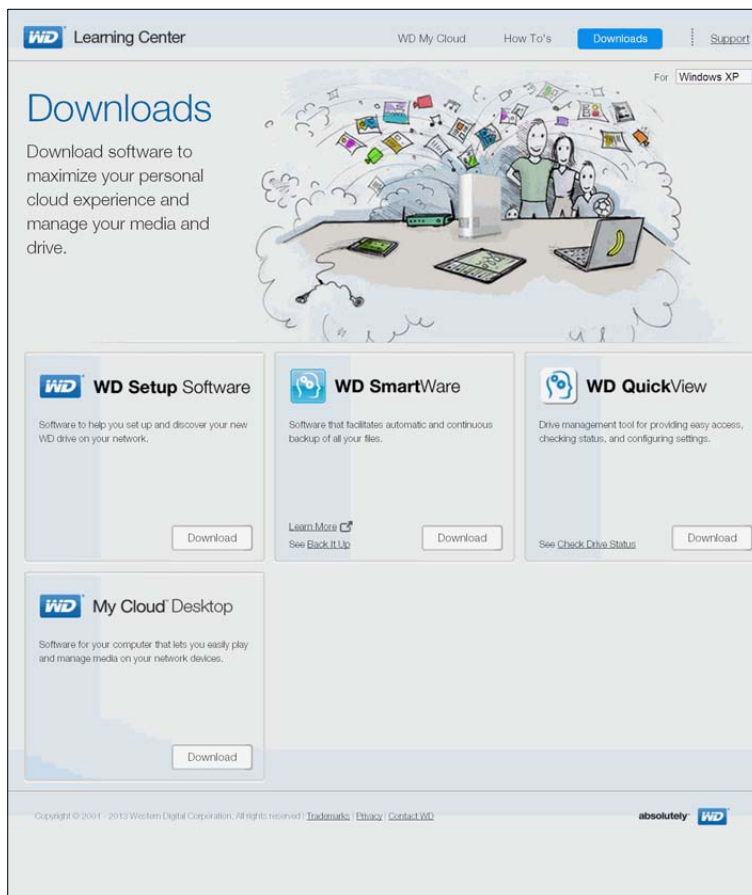 WD Learning Center
WD My Cloud
How To's
Downloads
Support
For Windows XP
Downloads
Download software to
maximize your personal
cloud experience and
manage your media and
drive.
WD WD Setup Software
Software to help you set up and discover your new
WD drive on your network.
Download
WD SmartWare
Software that facilitates automatic and continuous
backup of all your files.
Learn More
See Back It Up
Download
WD QuickView
Drive management tool for providing easy access,
checking status, and configuring settings.
See Check Drive Status
Download
WD My Cloud™ Desktop
Software for your computer that lets you easily play
and manage media on your network devices.
Download
Copyright © 2001 - 2013 Western Digital Corporation, All rights reserved | Trademarks | Privacy | Contact WD
absolutely WD